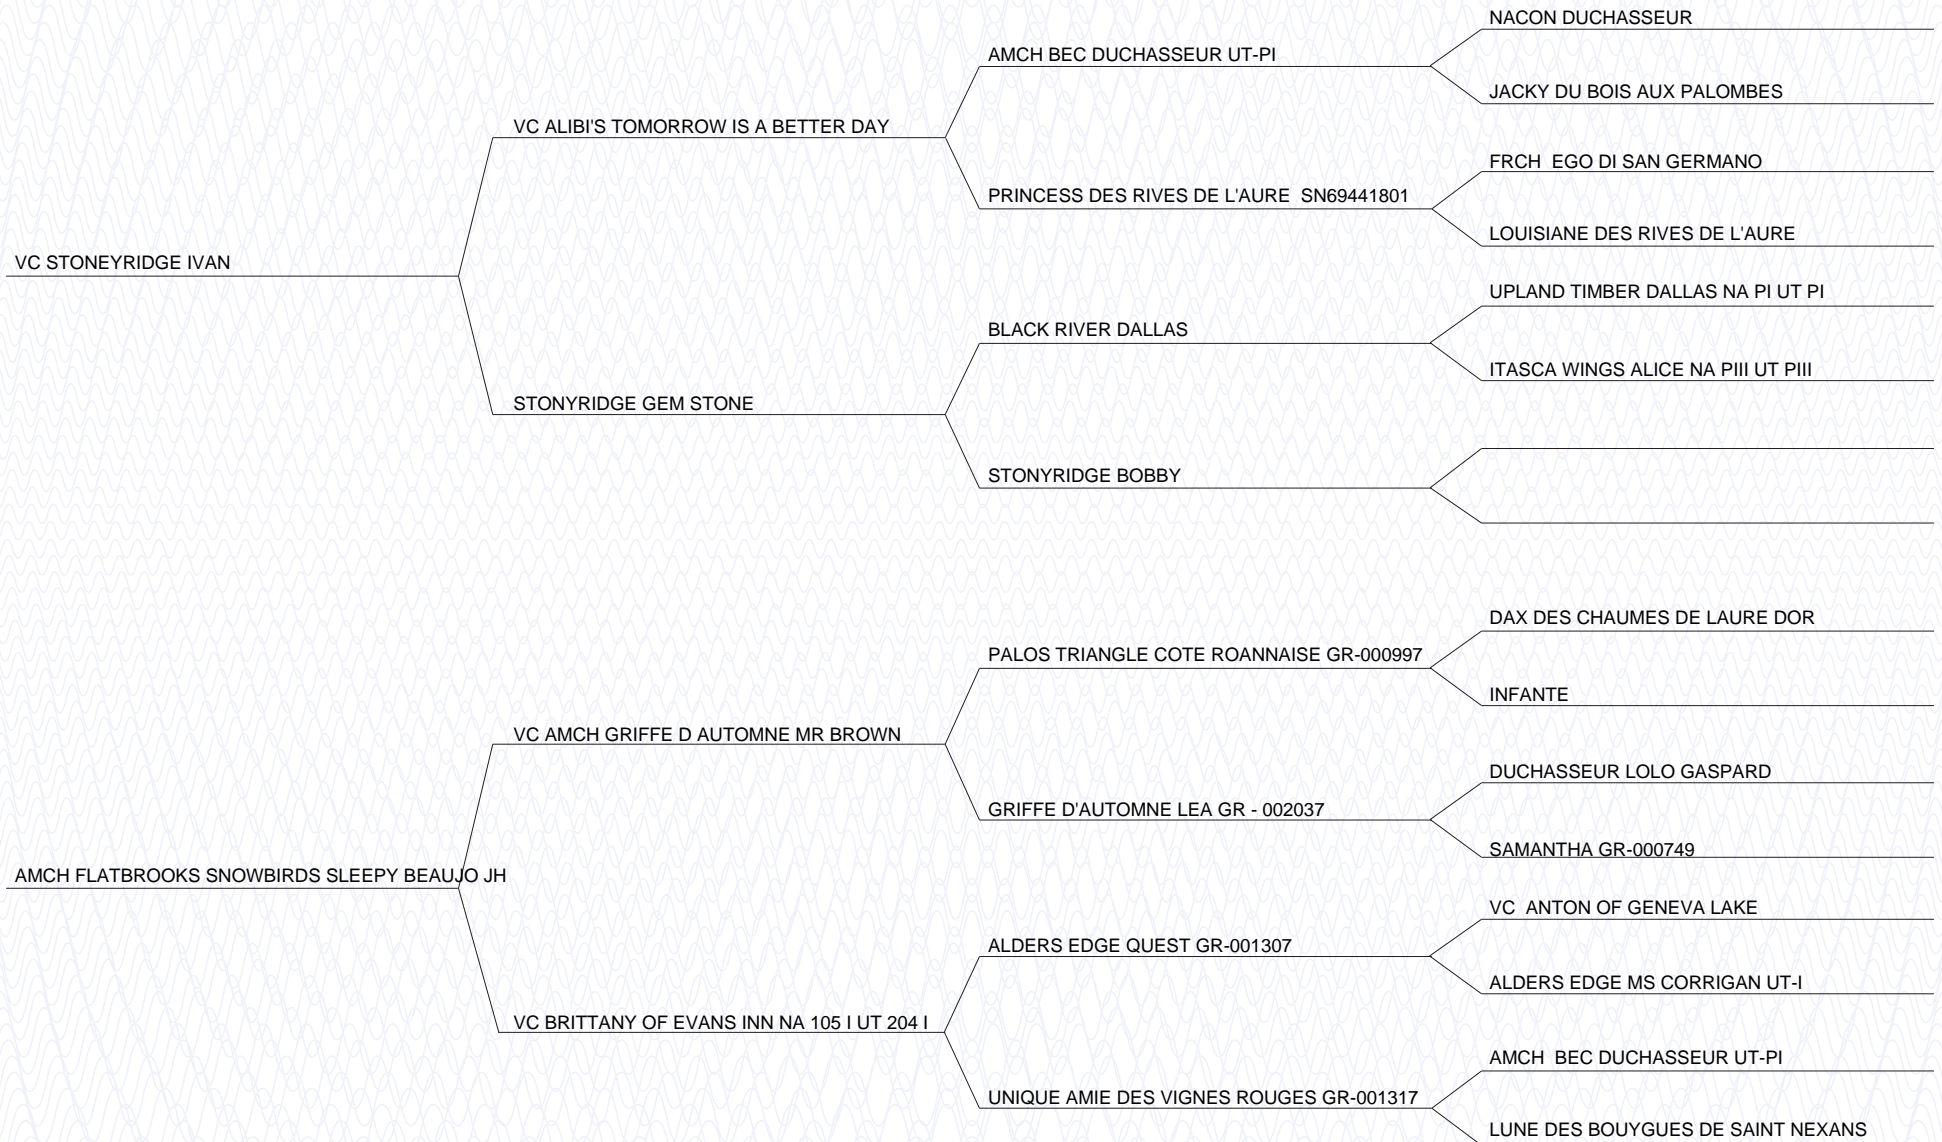 NACON DUCHASSEUR
AMCH BEC DUCHASSEUR UT-PI
JACKY DU BOIS AUX PALOMBES
VC ALIBI'S TOMORROW IS A BETTER DAY
FRCH  EGO DI SAN GERMANO
PRINCESS DES RIVES DE L'AURE  SN69441801
LOUISIANE DES RIVES DE L'AURE
VC STONEYRIDGE IVAN
UPLAND TIMBER DALLAS NA PI UT PI
BLACK RIVER DALLAS
ITASCA WINGS ALICE NA PIII UT PIII
STONYRIDGE GEM STONE
STONYRIDGE BOBBY
DAX DES CHAUMES DE LAURE DOR
PALOS TRIANGLE COTE ROANNAISE GR-000997
INFANTE
VC AMCH GRIFFE D AUTOMNE MR BROWN
DUCHASSEUR LOLO GASPARD
GRIFFE D'AUTOMNE LEA GR - 002037
SAMANTHA GR-000749
AMCH FLATBROOKS SNOWBIRDS SLEEPY BEAUJO JH
VC  ANTON OF GENEVA LAKE
ALDERS EDGE QUEST GR-001307
ALDERS EDGE MS CORRIGAN UT-I
VC BRITTANY OF EVANS INN NA 105 I UT 204 I
AMCH  BEC DUCHASSEUR UT-PI
UNIQUE AMIE DES VIGNES ROUGES GR-001317
LUNE DES BOUYGUES DE SAINT NEXANS